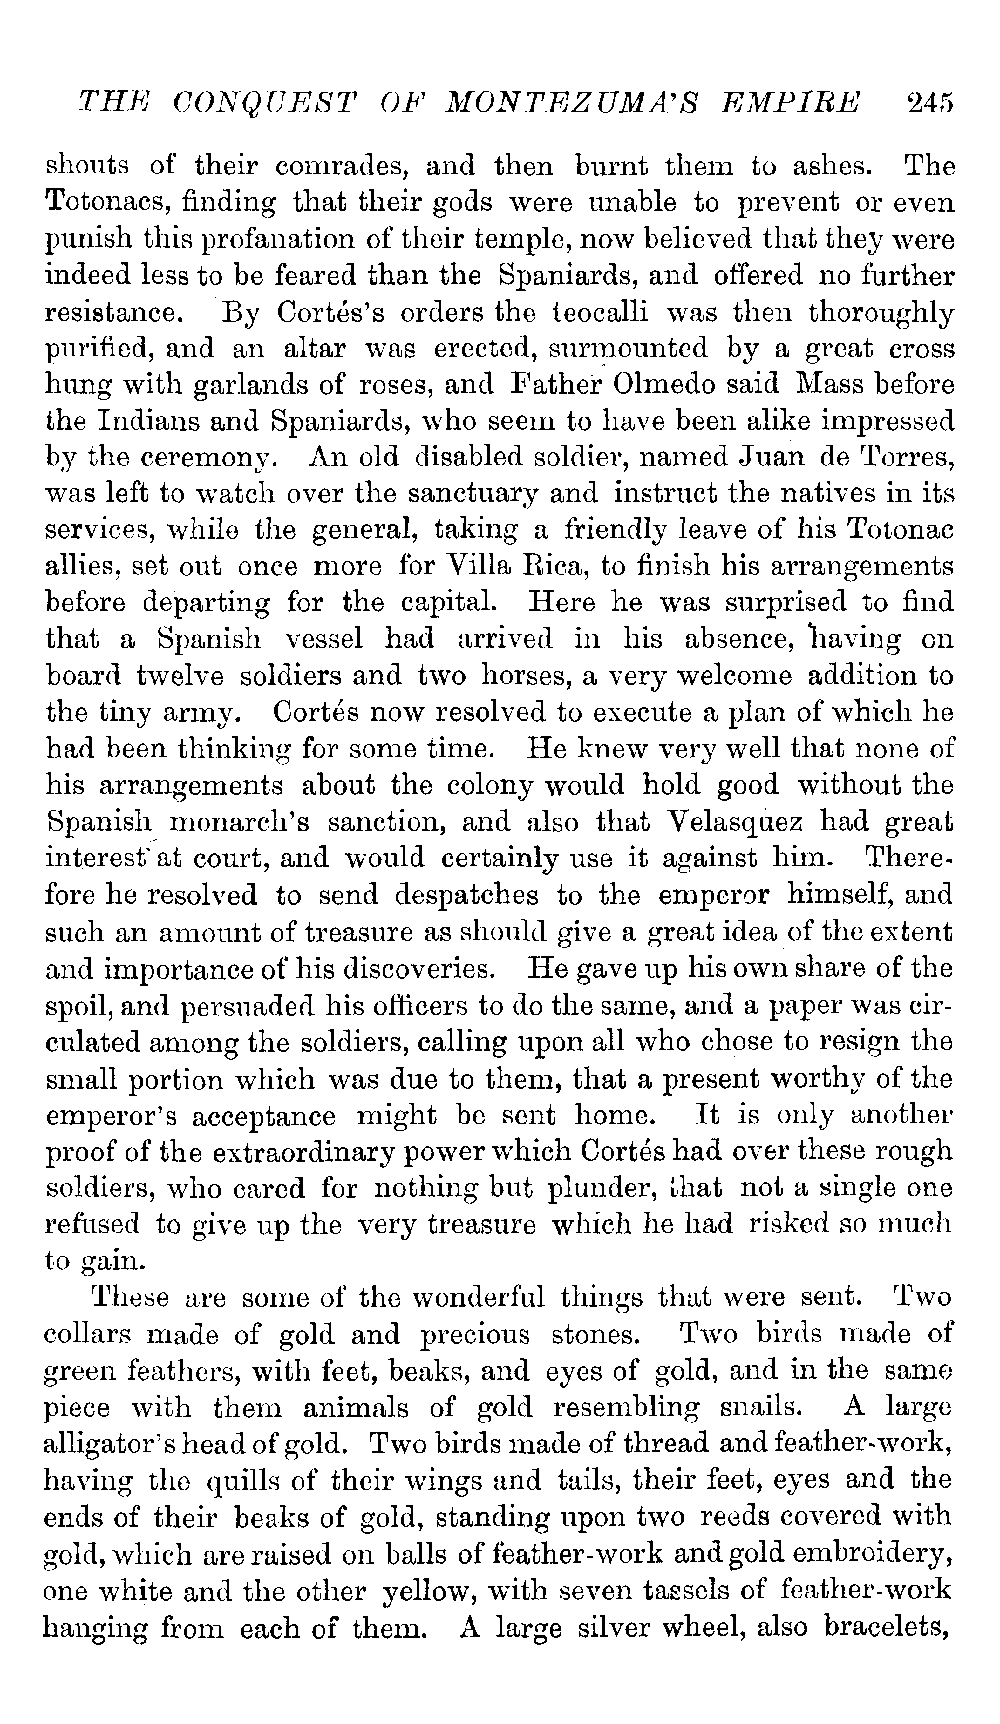 THE CONQUEST OF MONTEZUMA'S EMPIRE 245
shouts of their comrades, and then burnt them to ashes. The
Totonacs, finding that their gods were unable to prevent or even
punish this profanation of their temple, now believed that they were
indeed less to be feared than the Spaniards, and offered no further
resistance. By Cortés's orders the teocalli was then thoroughly
purified, and an altar was erected, surmounted by a great cross
hung with garlands of roses, and Father Olmedo said Mass before
the Indians and Spaniards, who seem to have been alike impressed
by the ceremony. An old disabled soldier, named Juan de Torres,
was left to watch over the sanctuary and instruct the natives in its
services, while the general, taking a friendly leave of his Totonac
allies, set out once more for Villa Rica, to finish his arrangements
before departing for the capital. Here he was surprised to find
that a Spanish vessel had arrived in his absence, having on
board twelve soldiers and two horses, a very welcome addition to
the tiny army. Cortés now resolved to execute a plan of which he
had been thinking for some time. He knew very well that none of
his arrangements about the colony would hold good without the
Spanish monarch's sanction, and also that Velasquez had great
interest at court, and would certainly use it against him. There-
fore he resolved to send despatches to the emperor himself, and
such an amount of treasure as should give a great idea of the extent
and importance of his discoveries. He gave up his own share of the
spoil, and persuaded his officers to do the same, and a paper was cir-
culated among the soldiers, calling upon all who chose to resign the
small portion which was due to them, that a present worthy of the
emperor's acceptance might be sent home. It is only another
proof of the extraordinary power which Cortés had over these rough
soldiers, who cared for nothing but plunder, that not a single one
refused to give up the very treasure which he had risked so much
to gain.
These are some of the wonderful things that were sent. Two
collars made of gold and precious stones. Two birds made of
green feathers, with feet, beaks, and eyes of gold, and in the same
piece with them animals of gold resembling snails. A large
alligator's head of gold. Two birds made of thread and feather-work,
having the quills of their wings and tails, their feet, eyes and the
ends of their beaks of gold, standing upon two reeds covered with
gold, which are raised on balls of feather-work and gold embroidery,
one white and the other yellow, with seven tassels of feather-work
hanging from each of them. A large silver wheel, also bracelets,